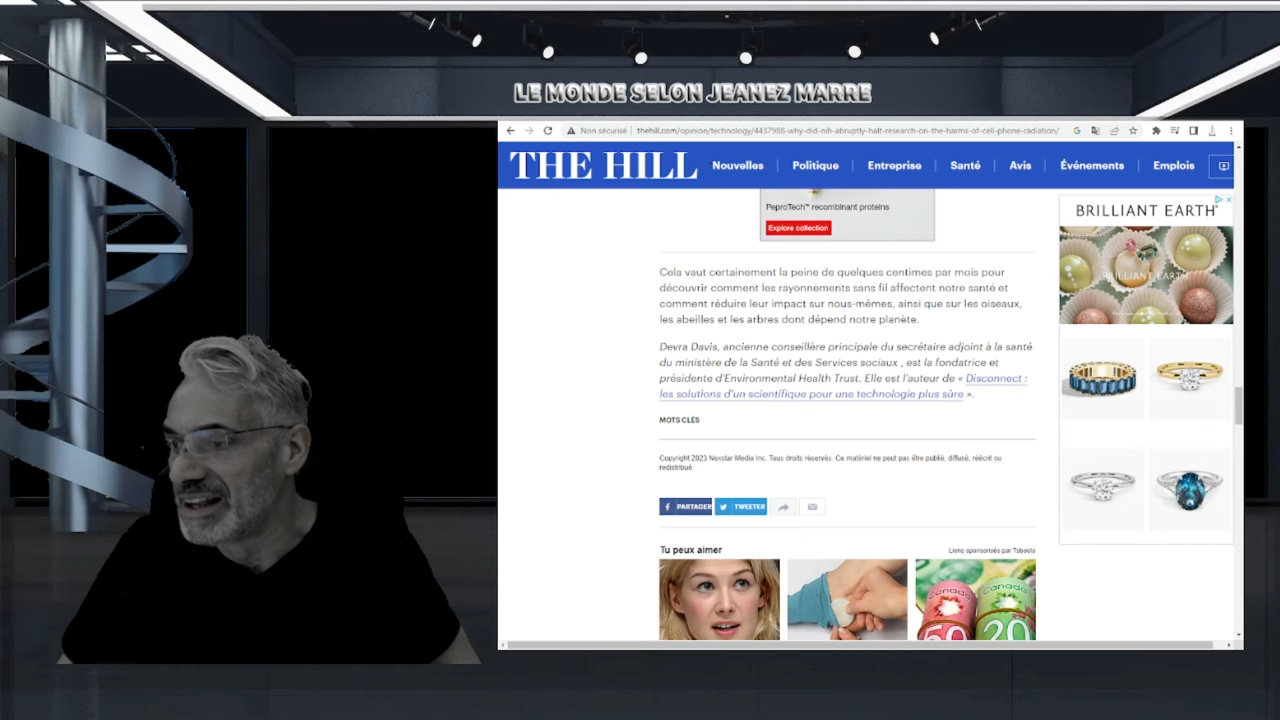 LE MONDE SELON JEANEZ MARRE
Non sécurisé | thehill.com/opinion/technology/4437988-why-did-nih-abruptly-halt-research-on-the-harms-of-cell-phone-radiation/
THE HILL Nouvelles Politique Entreprise Santé Avis Événements Emplois
PeproTech™ recombinant proteins
Explore collection
BRILLIANT EARTH
BRILLIANT EARTH
Cela vaut certainement la peine de quelques centimes par mois pour
découvrir comment les rayonnements sans fil affectent notre santé et
comment réduire leur impact sur nous-mêmes, ainsi que sur les oiseaux,
les abeilles et les arbres dont dépend notre planète.
Devra Davis, ancienne conseillère principale du secrétaire adjoint à la santé
du ministère de la Santé et des Services sociaux , est la fondatrice et
présidente d'Environmental Health Trust. Elle est l'auteur de « Disconnect :
les solutions d'un scientifique pour une technologie plus sûre ».
MOTS CLÉS
Copyright 2023 Nexstar Media Inc. Tous droits réservés. Ce matériel ne peut pas être publié, diffusé, réécrit ou
redistribué.
PARTAGER TWEETER
Tu peux aimer Liens sponsorisés par Taboola
Canada Canada
50 20